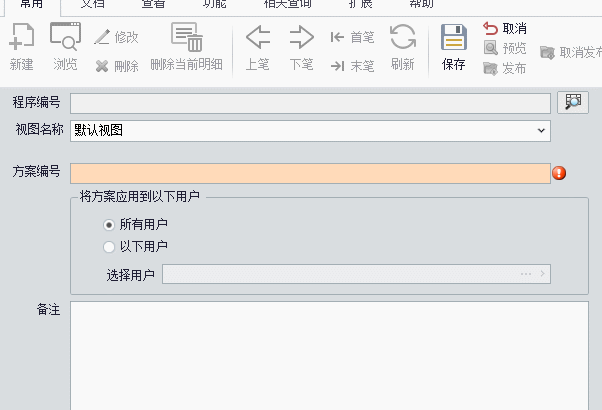 常用 文档 查看 功能 相关查询 扩展 帮助
新建 浏览 修改 删除 删除当前明细 上笔 下笔 首笔 末笔 刷新 保存 取消 预览 发布 取消发布
程序编号
视图名称 默认视图
方案编号
将方案应用到以下用户
所有用户
以下用户
选择用户 ...
备注